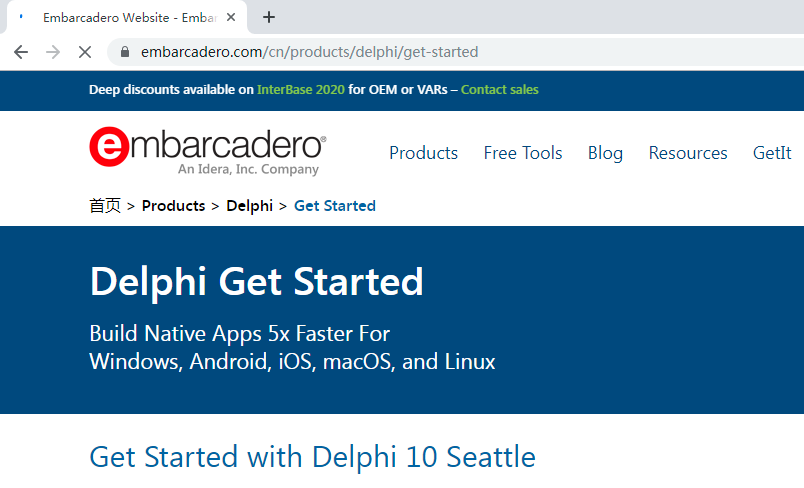 Embarcadero Website - Embar
embarcadero.com/cn/products/delphi/get-started
Deep discounts available on InterBase 2020 for OEM or VARs – Contact sales
embarcadero®
An Idera, Inc. Company
Products Free Tools Blog Resources GetIt
首页 > Products > Delphi > Get Started
Delphi Get Started
Build Native Apps 5x Faster For
Windows, Android, iOS, macOS, and Linux
Get Started with Delphi 10 Seattle